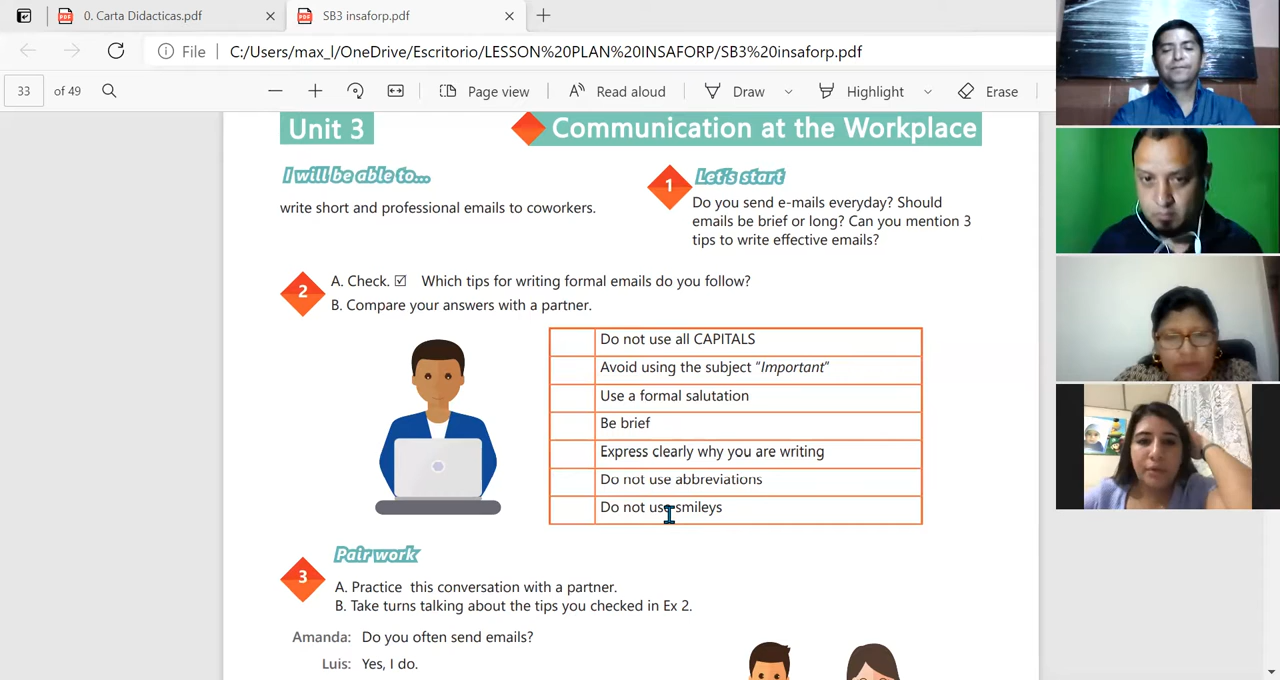 0. Carta Didacticas.pdf
SB3 insaforp.pdf
File C:/Users/max_l/OneDrive/Escritorio/LESSON%20PLAN%20INSAFORP/SB3%20insaforp.pdf
33 of 49 Page view Read aloud Draw Highlight Erase
Unit 3 Communication at the Workplace
I will be able to...
write short and professional emails to coworkers.
1 Let's start
Do you send e-mails everyday? Should
emails be brief or long? Can you mention 3
tips to write effective emails?
2 A. Check. ☑ Which tips for writing formal emails do you follow?
B. Compare your answers with a partner.
Do not use all CAPITALS
Avoid using the subject “Important”
Use a formal salutation
Be brief
Express clearly why you are writing
Do not use abbreviations
Do not use smileys
3 Pair work
A. Practice this conversation with a partner.
B. Take turns talking about the tips you checked in Ex 2.
Amanda: Do you often send emails?
Luis: Yes, I do.